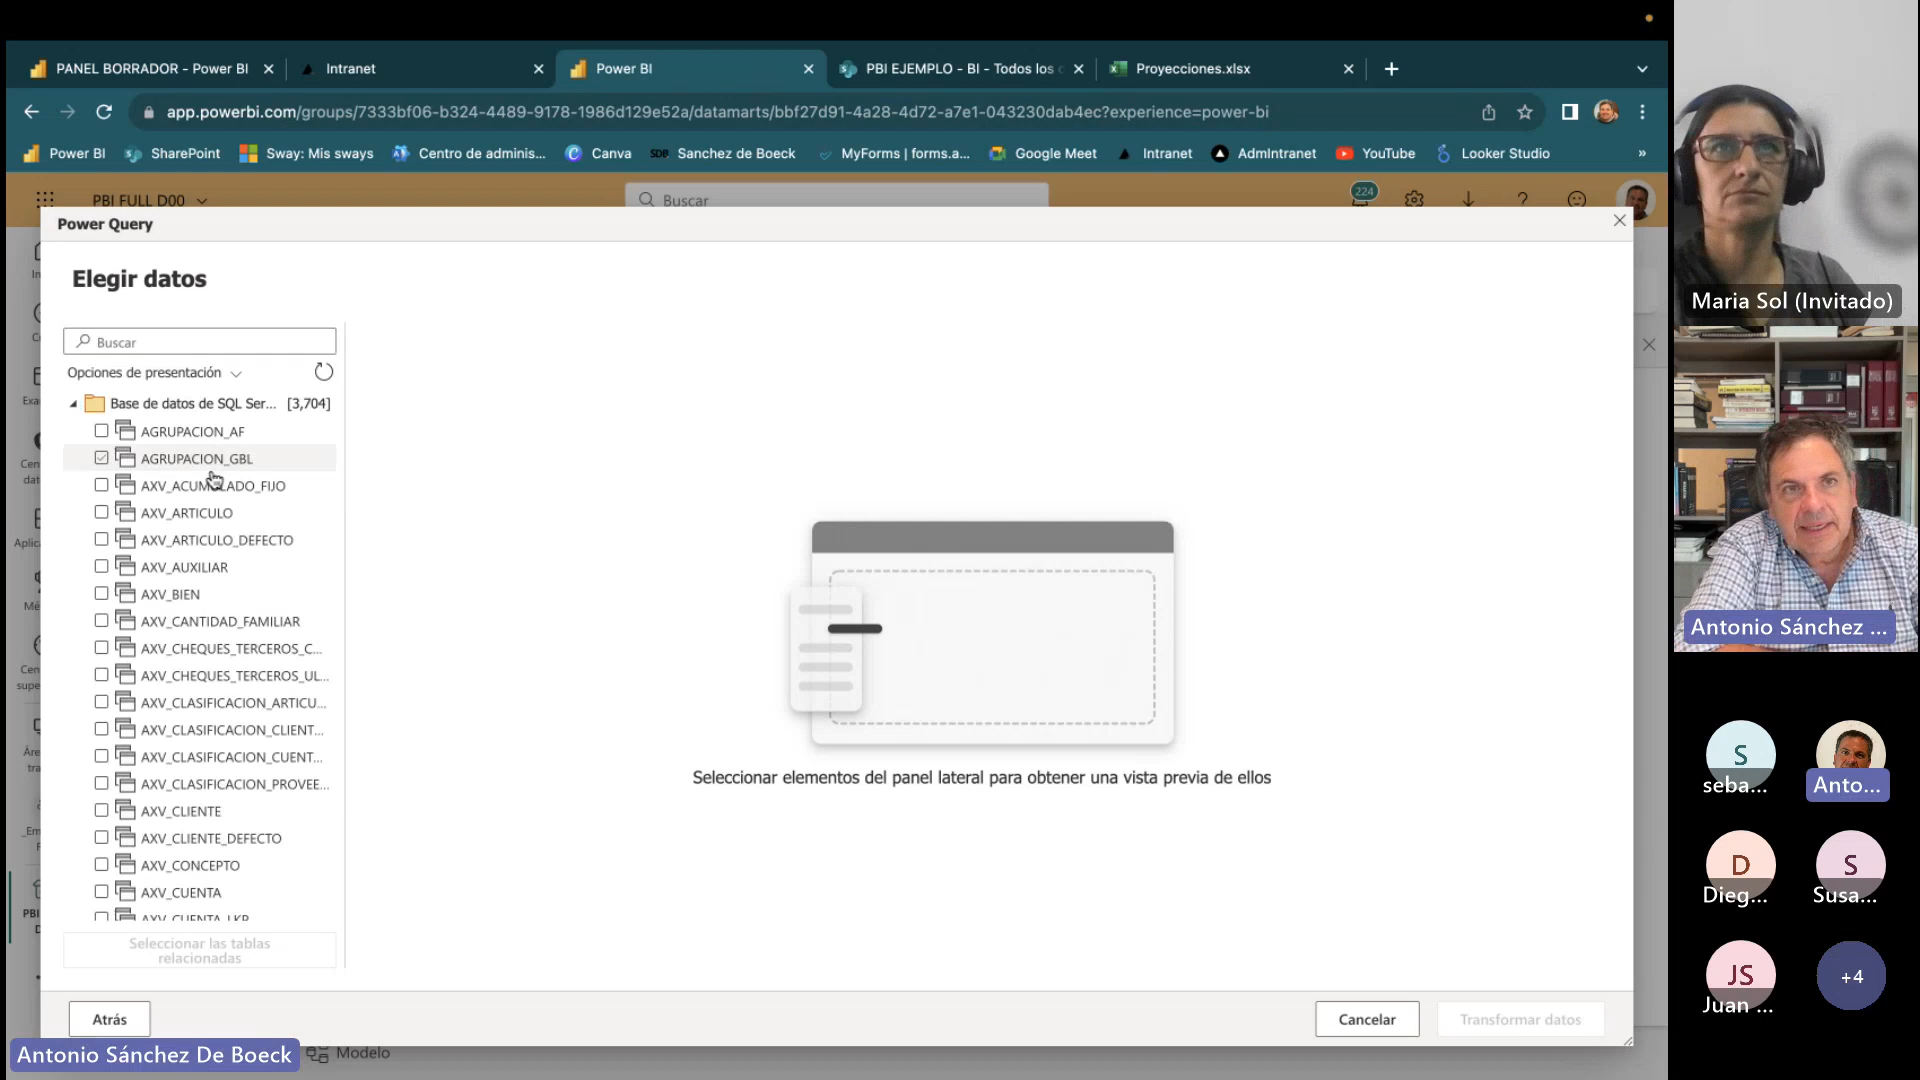 PANEL BORRADOR - Power BI
Intranet
Power BI
PBI EJEMPLO - BI - Todos los
Proyecciones.xlsx
app.powerbi.com/groups/7333bf06-b324-4489-9178-1986d129e52a/datamarts/bbf27d91-4a28-4d72-a7e1-043230dab4ec?experience=power-bi
Power BI
SharePoint
Sway: Mis sways
Centro de adminis...
Canva
SDB
Sanchez de Boeck
MyForms | forms.a...
Google Meet
Intranet
AdmIntranet
YouTube
Looker Studio
»
PBI FULL D00
Buscar
224
?
Power Query
Elegir datos
Buscar
Opciones de presentación
Base de datos de SQL Ser... [3,704]
AGRUPACION_AF
AGRUPACION_GBL
AXV_ACUMULADO_FIJO
AXV_ARTICULO
AXV_ARTICULO_DEFECTO
AXV_AUXILIAR
AXV_BIEN
AXV_CANTIDAD_FAMILIAR
AXV_CHEQUES_TERCEROS_C...
AXV_CHEQUES_TERCEROS_UL...
AXV_CLASIFICACION_ARTICU...
AXV_CLASIFICACION_CLIENT...
AXV_CLASIFICACION_CUENT...
AXV_CLASIFICACION_PROVEE...
AXV_CLIENTE
AXV_CLIENTE_DEFECTO
AXV_CONCEPTO
AXV_CUENTA
AXV_CUENTA_LKP
Seleccionar las tablas
relacionadas
Seleccionar elementos del panel lateral para obtener una vista previa de ellos
Atrás
Cancelar
Transformar datos
Modelo
Antonio Sánchez De Boeck
Maria Sol (Invitado)
Antonio Sánchez ...
S
seba...
Anto...
D
Dieg...
S
Susa...
JS
Juan ...
+4